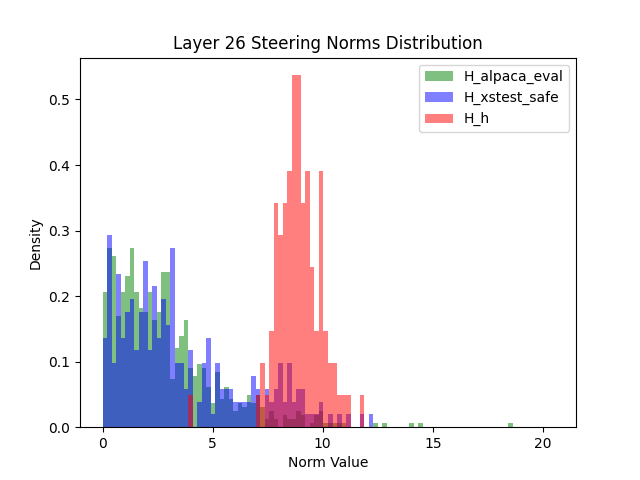 Layer 26 Steering Norms Distribution
H_alpaca_eval
H_xstest_safe
H_h
Density
0.5
0.4
0.3
0.2
0.1
0.0
0 5 10 15 20
Norm Value